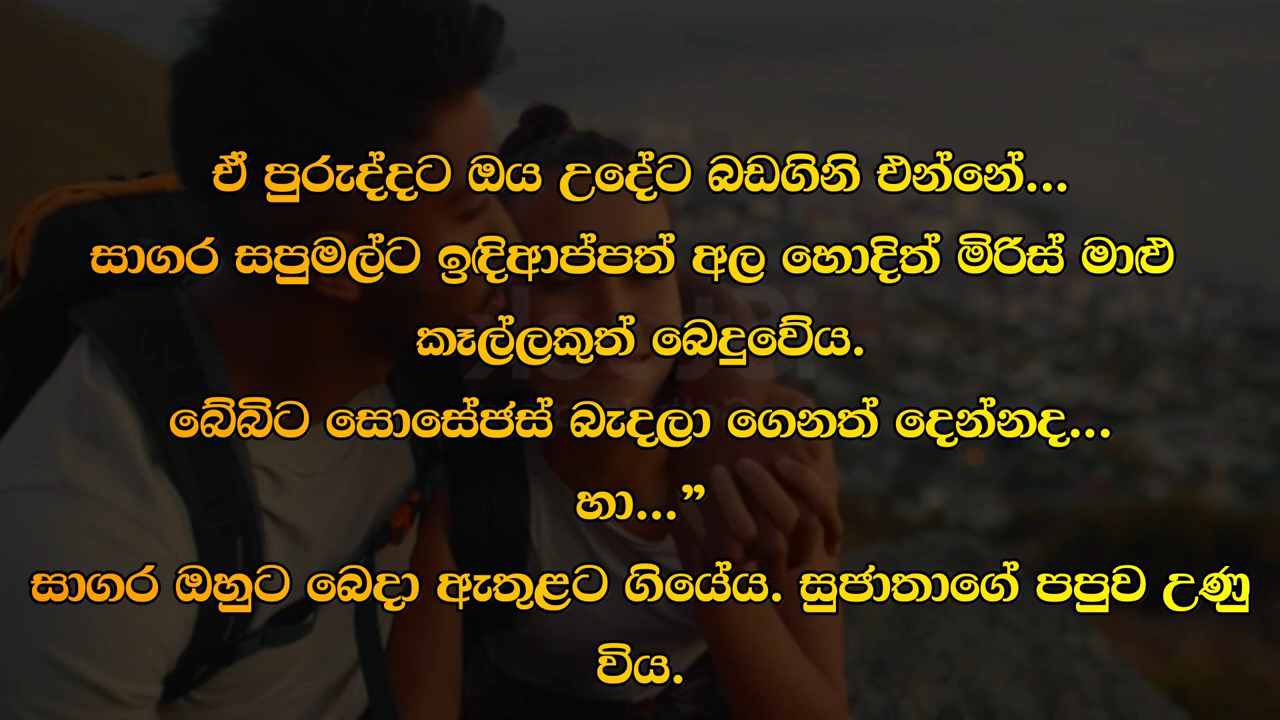 ඒ පුරුද්දට ඔය උදේට බඩගිනි එන්නේ...
සාගර සපුමල්ට ඉඳිආප්පත් අල හොදිත් මිරිස් මාළු
කෑල්ලකුත් බෙදුවේය.
බේබිට සොසේජස් බැදලා ගෙනත් දෙන්නද...
හා...”
සාගර ඔහුට බෙදා ඇතුළට ගියේය. සුජාතාගේ පපුව උණු
විය.